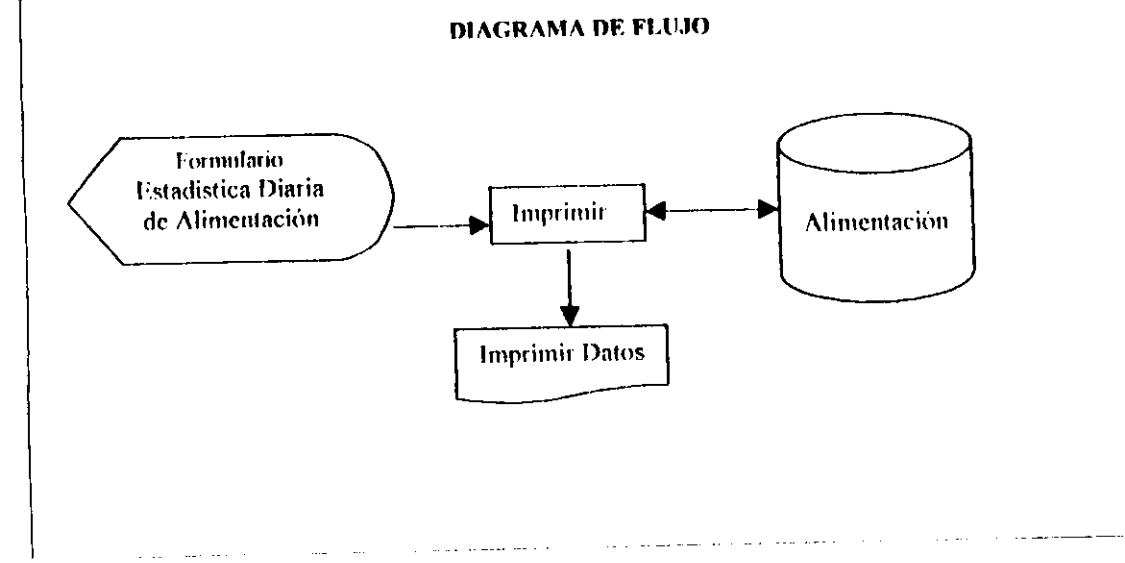 DIAGRAMA DE FLUJO
Formulario
Estadistica Diaria
de Alimentación
Imprimir
Alimentación
Imprimir Datos